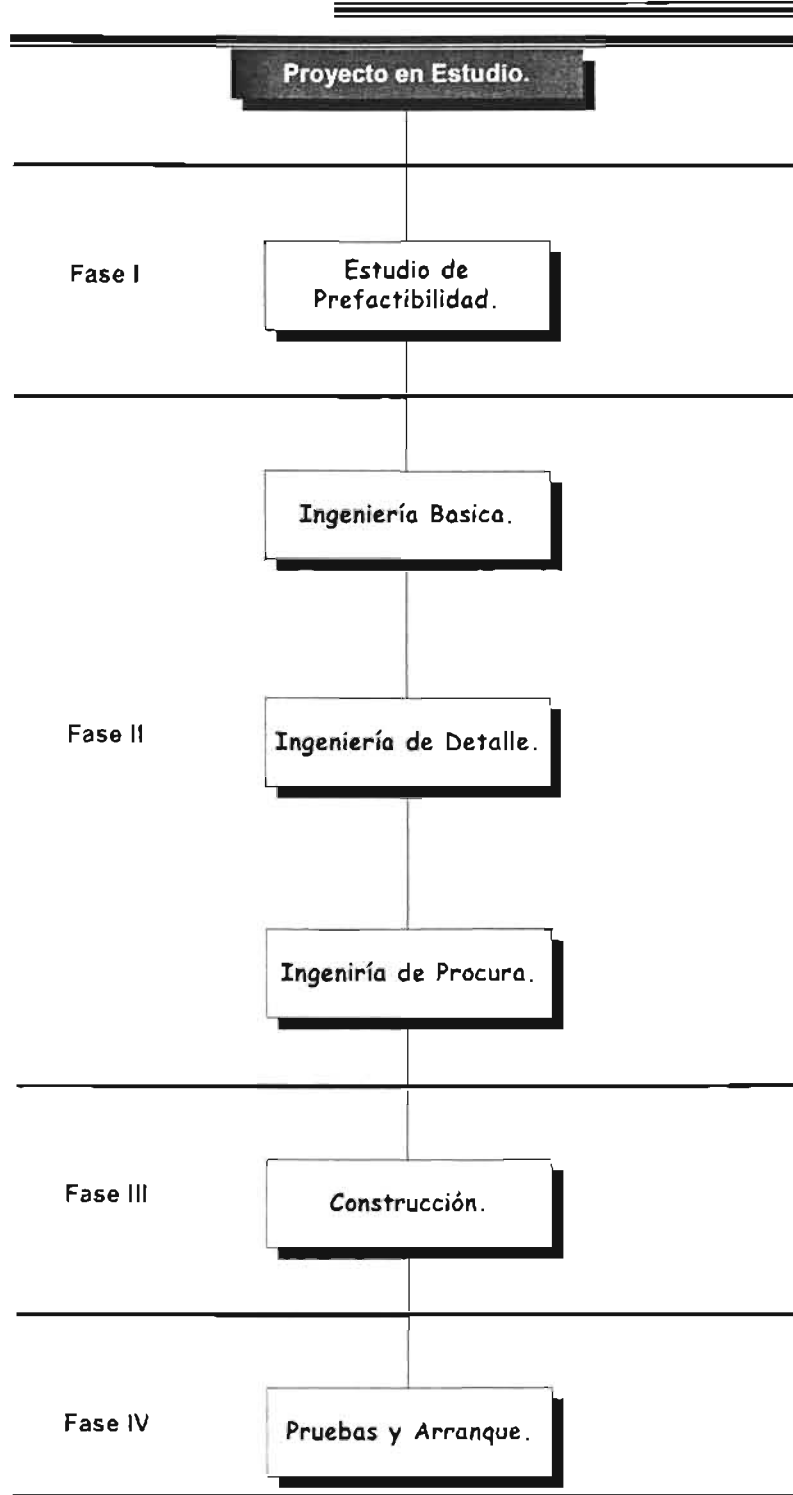 Proyecto en Estudio.
Fase I
Estudio de
Prefactibilidad.
Ingeniería Basica.
Fase II
Ingeniería de Detalle.
Ingeniría de Procura.
Fase III
Construcción.
Fase IV
Pruebas y Arranque.